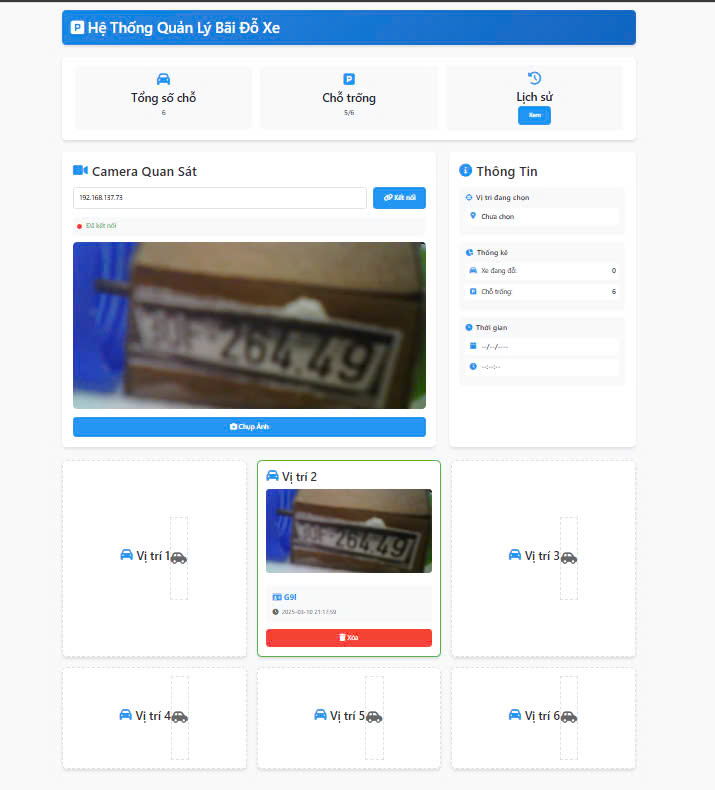 Hệ Thống Quản Lý Bãi Đỗ Xe
Tổng số chỗ
6
Chỗ trống
5/6
Lịch sử
Xem
Camera Quan Sát
192.168.137.73
Kết nối
Đã kết nối
264.49
Chụp Ảnh
Thông Tin
Vị trí đang chọn
Chưa chọn
Thống kê
Xe đang đỗ: 0
Chỗ trống: 6
Thời gian
--/--/----
--:--:--
Vị trí 1
Vị trí 2
264.49
G9I
2025-03-10 21:17:59
Xóa
Vị trí 3
Vị trí 4
Vị trí 5
Vị trí 6